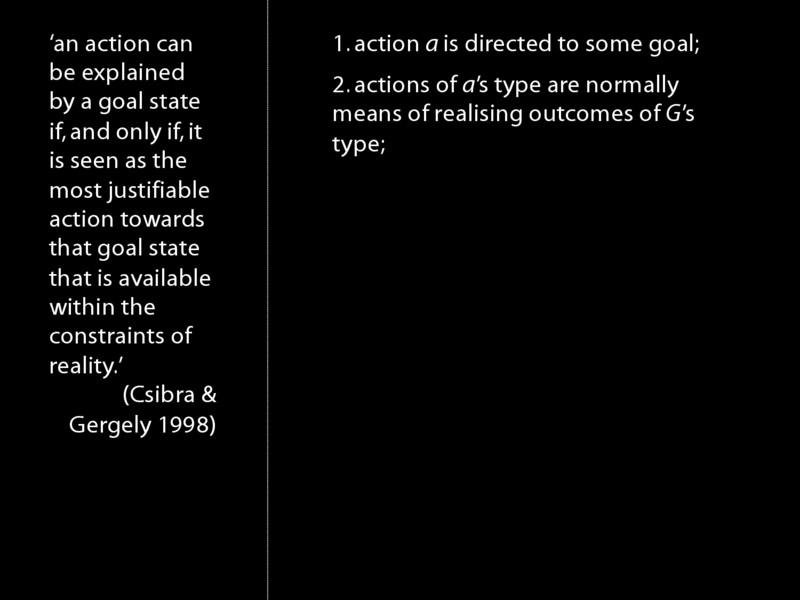 ‘an action can
be explained
by a goal state
if, and only if, it
is seen as the
most justifiable
action towards
that goal state
that is available
within the
constraints of
reality.’
(Csibra &
Gergely 1998)
1. action a is directed to some goal;
2. actions of a’s type are normally
means of realising outcomes of G’s
type;